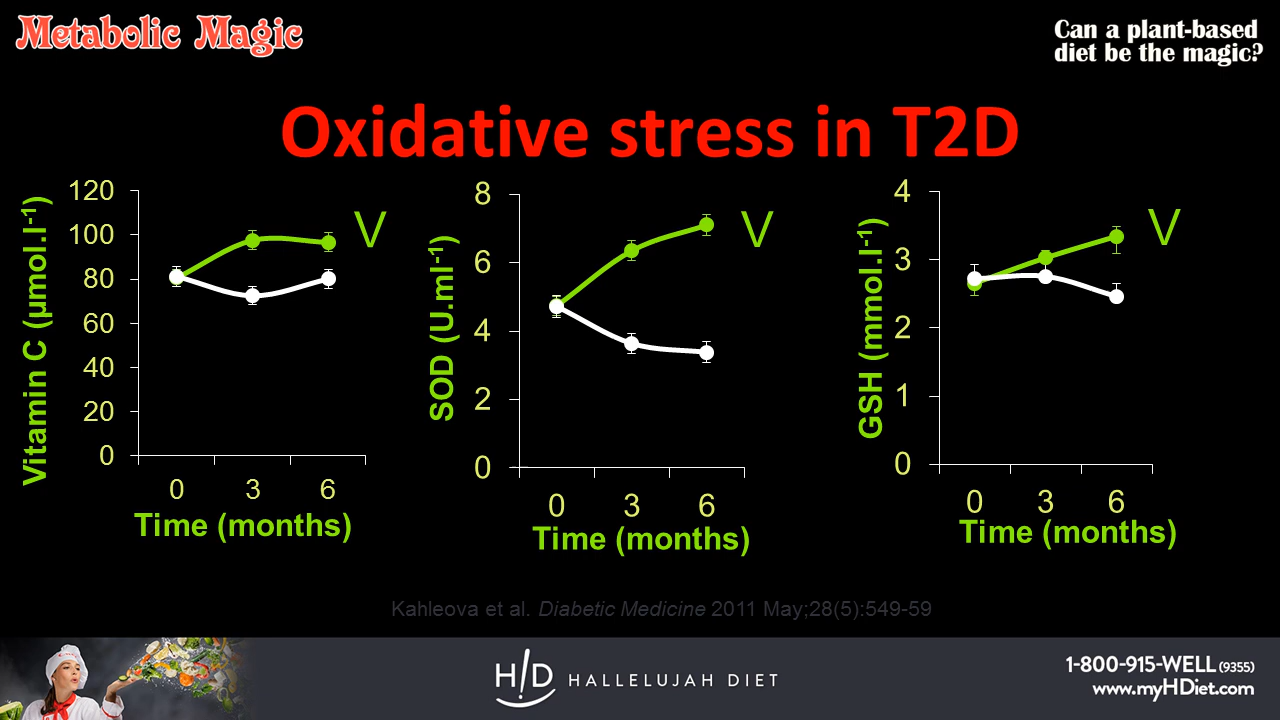 Metabolic Magic
Can a plant-based
diet be the magic?
Oxidative stress in T2D
Vitamin C (µmol.l-1)
120
100
80
60
40
20
0
0 3 6
Time (months)
V
SOD (U.ml-1)
8
6
4
2
0
0 3 6
Time (months)
V
GSH (mmol.l-1)
4
3
2
1
0
0 3 6
Time (months)
V
Kahleova et al. Diabetic Medicine 2011 May;28(5):549-59
H!D HALLELUJAH DIET
1-800-915-WELL (9355)
www.myHDiet.com